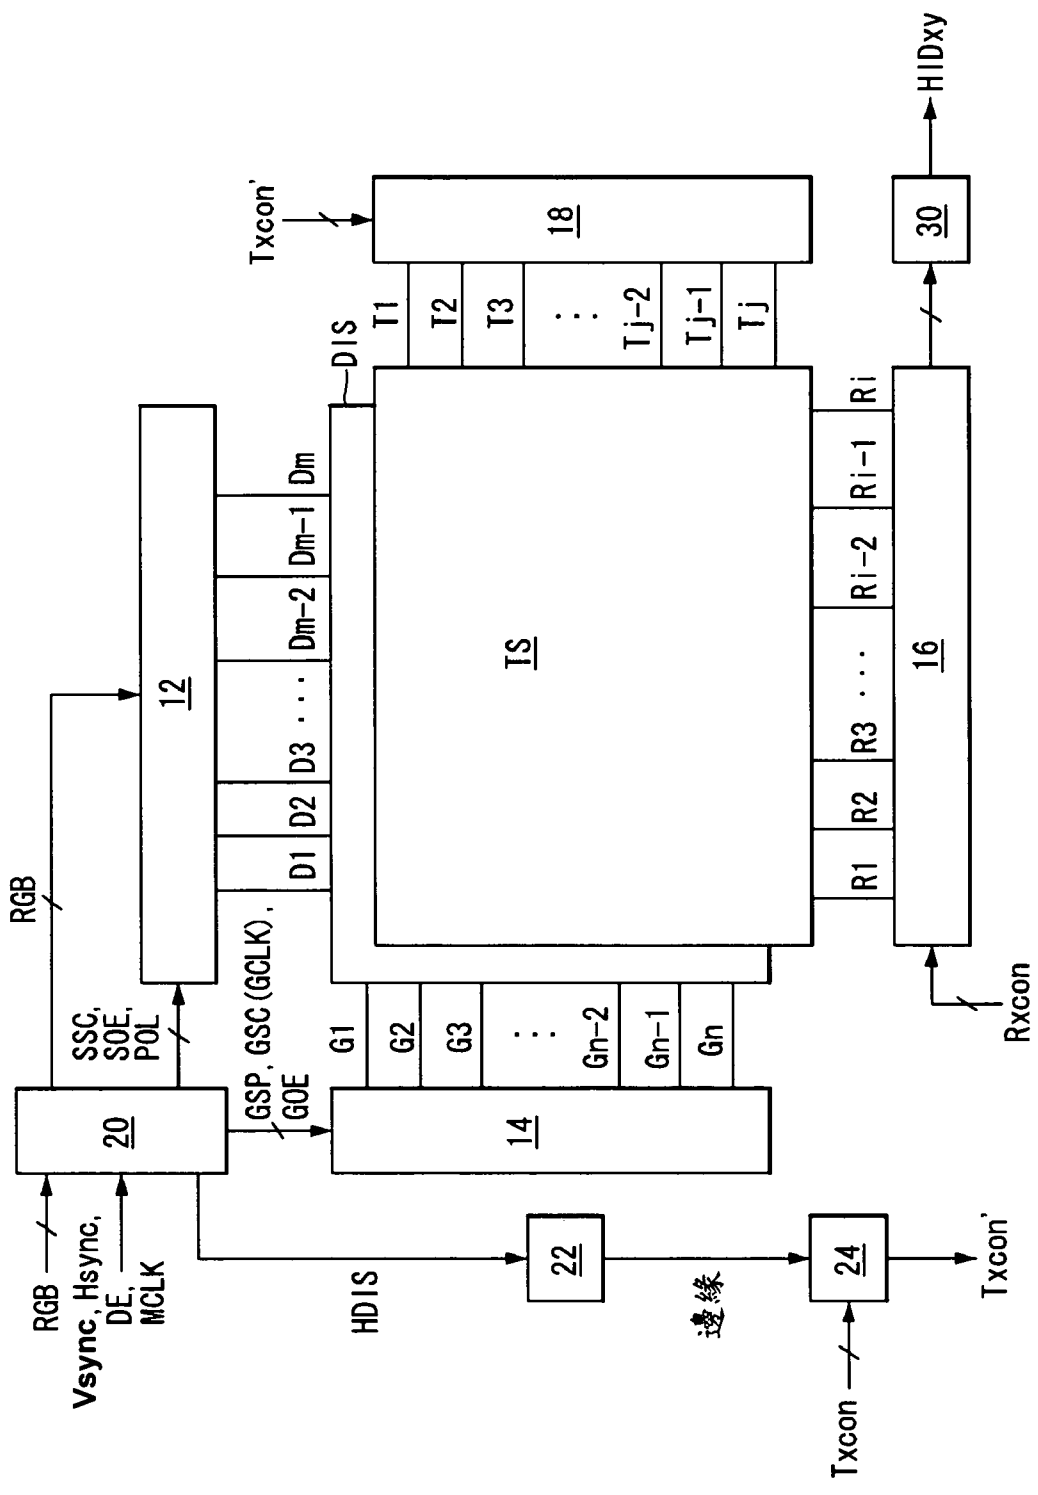 RGB
Vsync, Hsync,
DE,
MCLK
20
RGB
SSC,
SOE,
POL
GSP, GSC(GCLK),
GOE
12
D1
D2
D3
...
Dm-2
Dm-1
Dm
DIS
Txcon'
HDIS
14
G1
G2
G3
...
Gn-2
Gn-1
Gn
TS
T1
T2
T3
...
Tj-2
Tj-1
Tj
18
22
邊緣
Txcon
24
Txcon'
R1
R2
R3
...
Ri-2
Ri-1
Ri
Rxcon
16
30
HIDxy